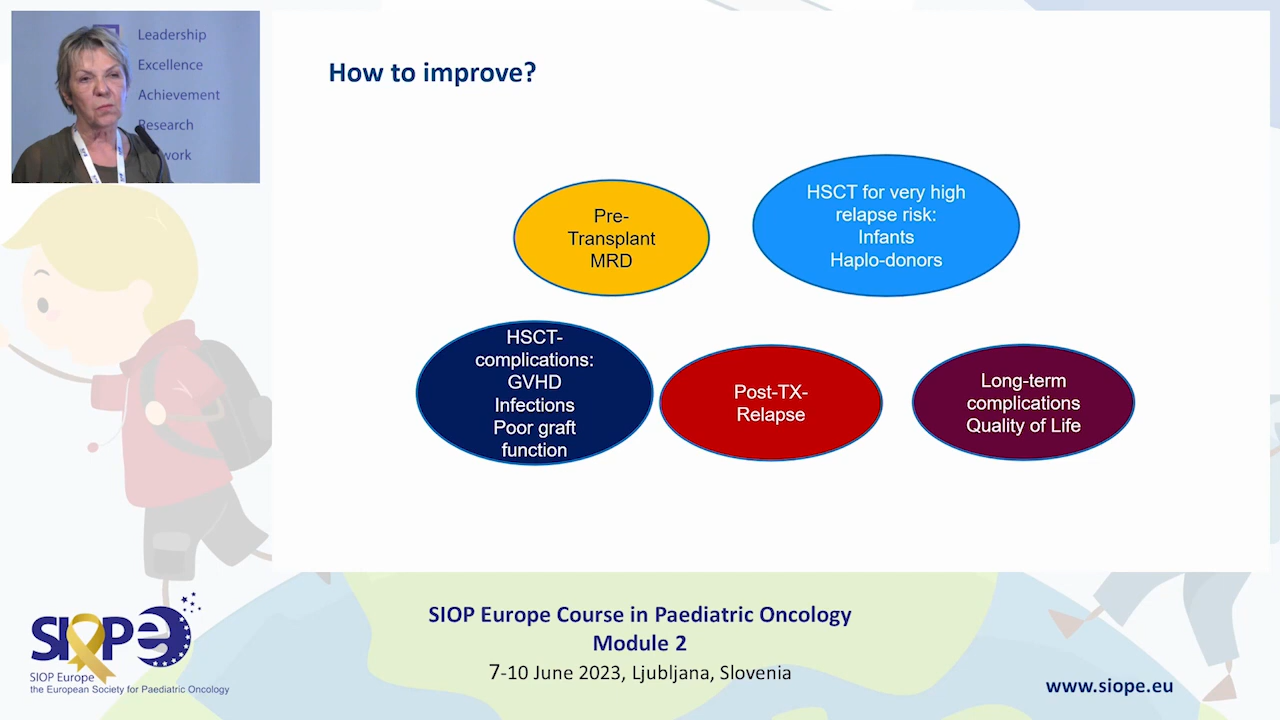 Leadership
Excellence
Achievement
Research
work
How to improve?
Pre-
Transplant
MRD
HSCT for very high
relapse risk:
Infants
Haplo-donors
HSCT-
complications:
GVHD
Infections
Poor graft
function
Post-TX-
Relapse
Long-term
complications
Quality of Life
SIOP Europe Course in Paediatric Oncology
Module 2
7-10 June 2023, Ljubljana, Slovenia
SIOPe
SIOP Europe
the European Society for Paediatric Oncology
www.siope.eu